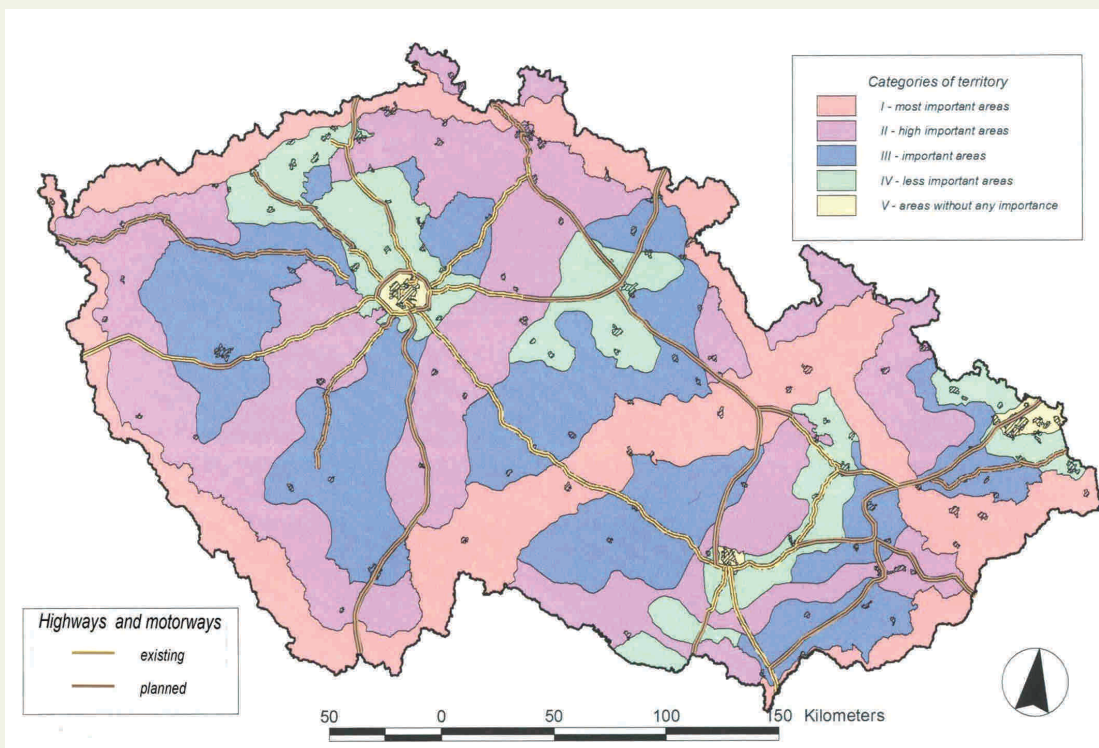 Categories of territory
I - most important areas
II - high important areas
III - important areas
IV - less important areas
V - areas without any importance
Highways and motorways
existing
planned
50 0 50 100 150 Kilometers